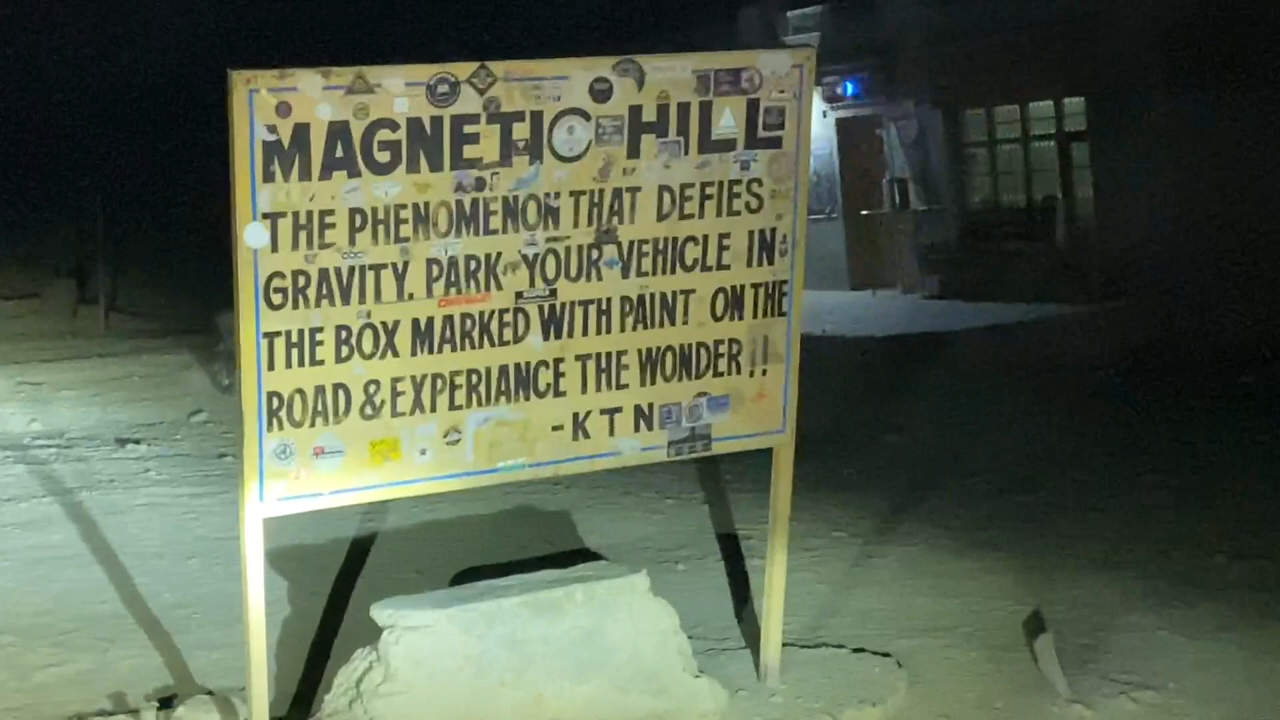 MAGNETIC HILL
THE PHENOMENON THAT DEFIES
GRAVITY. PARK YOUR VEHICLE IN
THE BOX MARKED WITH PAINT ON THE
ROAD & EXPERIANCE THE WONDER !!
- K T N